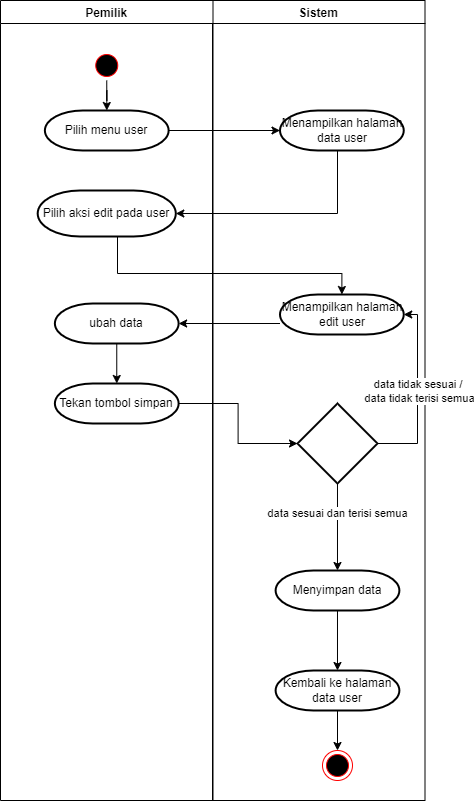 Pemilik
Sistem
Pilih menu user
Menampilkan halaman
data user
Pilih aksi edit pada user
Menampilkan halaman
edit user
ubah data
Tekan tombol simpan
data tidak sesuai /
data tidak terisi semua
data sesuai dan terisi semua
Menyimpan data
Kembali ke halaman
data user